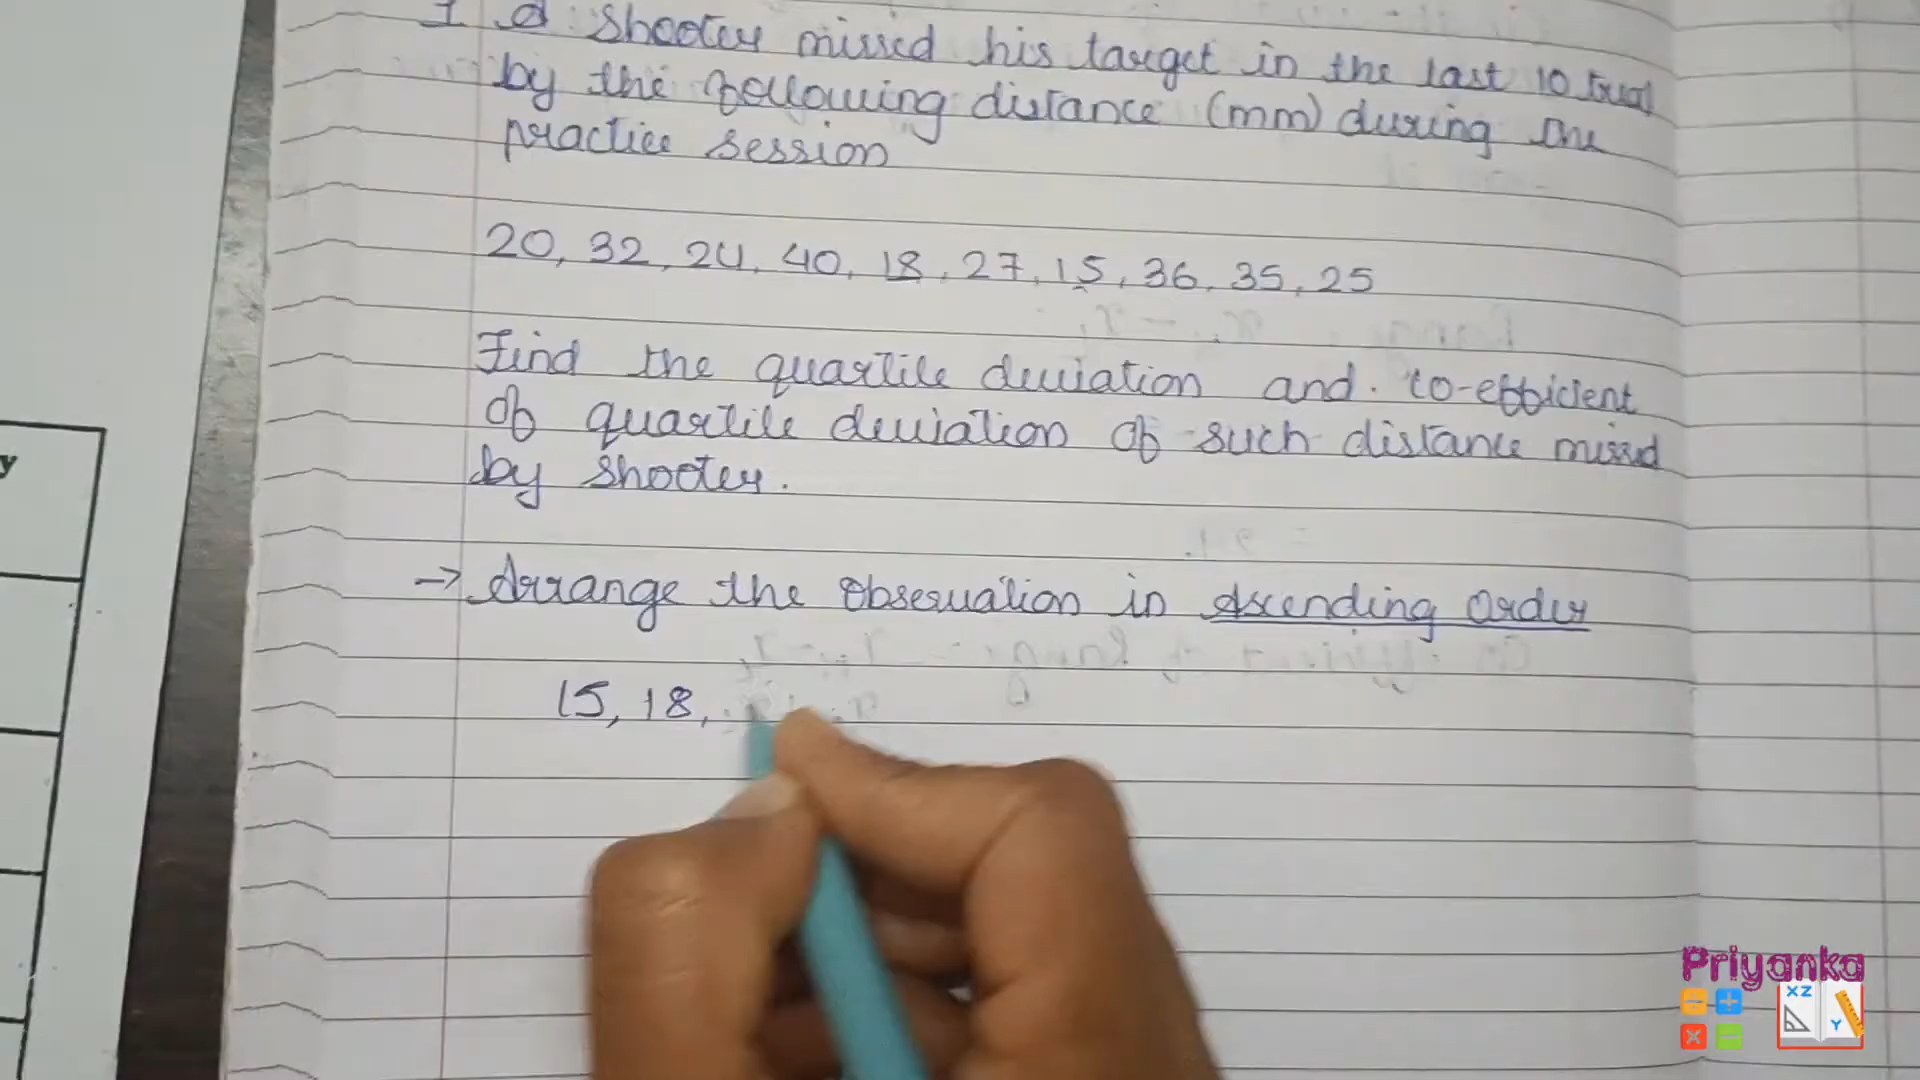 1 A shooter missed his target in the last 10 trial
by the following distance (mm) during the
practice session
20, 32, 24, 40, 18, 27, 15, 36, 35, 25
Find the quartile deviation and co-efficient
of quartile deviation of such distance missed
by shooter.
→ Arrange the observation in Ascending Order
15, 18,
y
Priyanka
XZ
Y